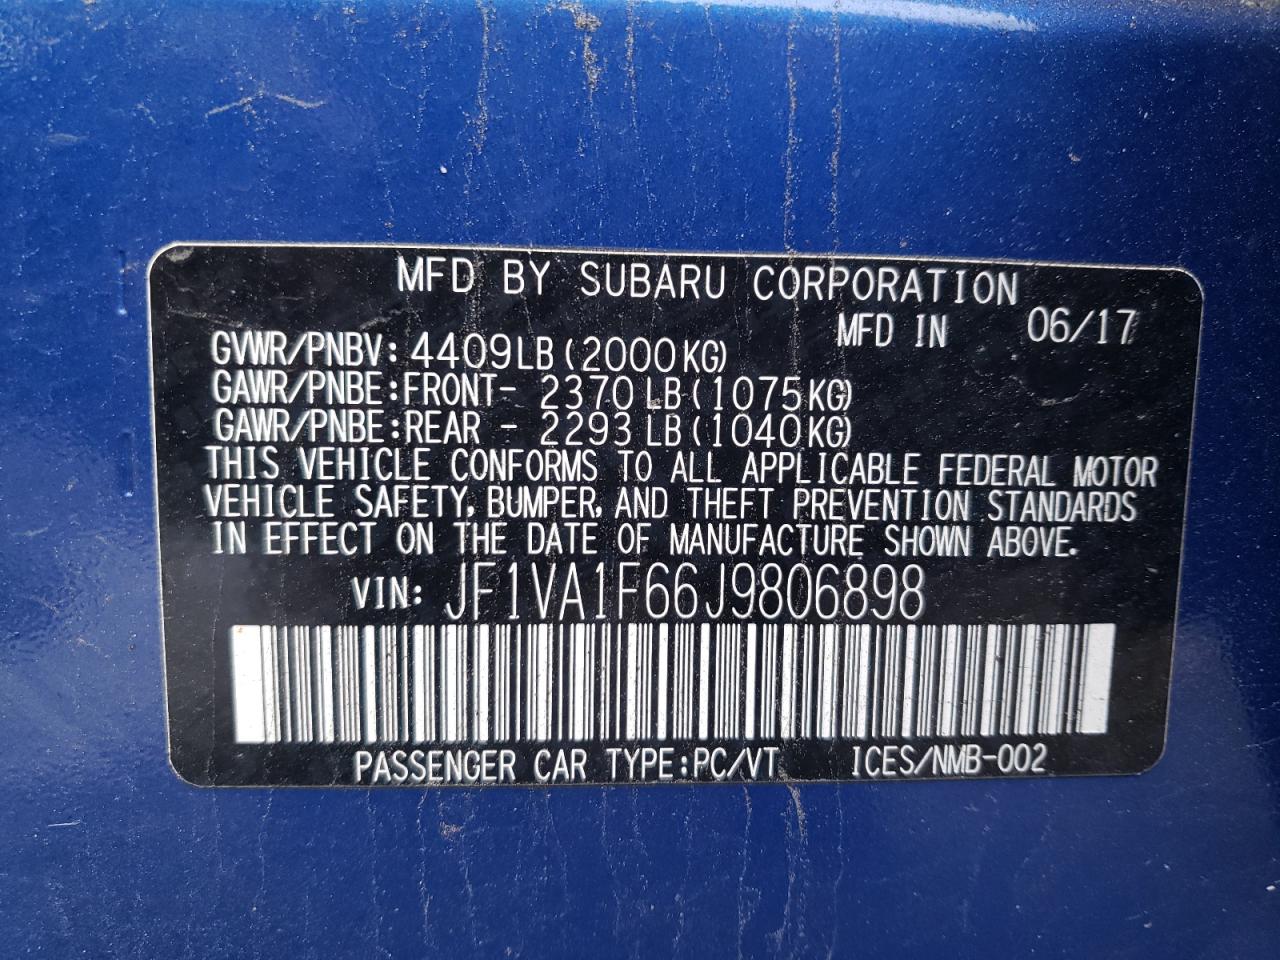 MFD BY SUBARU CORPORATION
MFD IN 06/17
GVWR/PNBV: 4409LB(2000KG)
GAWR/PNBE:FRONT- 2370LB(1075KG)
GAWR/PNBE:REAR - 2293LB(1040KG)
THIS VEHICLE CONFORMS TO ALL APPLICABLE FEDERAL MOTOR
VEHICLE SAFETY, BUMPER, AND THEFT PREVENTION STANDARDS
IN EFFECT ON THE DATE OF MANUFACTURE SHOWN ABOVE.
VIN: JF1VA1F66J9806898
PASSENGER CAR TYPE:PC/VT ICES/NMB-002